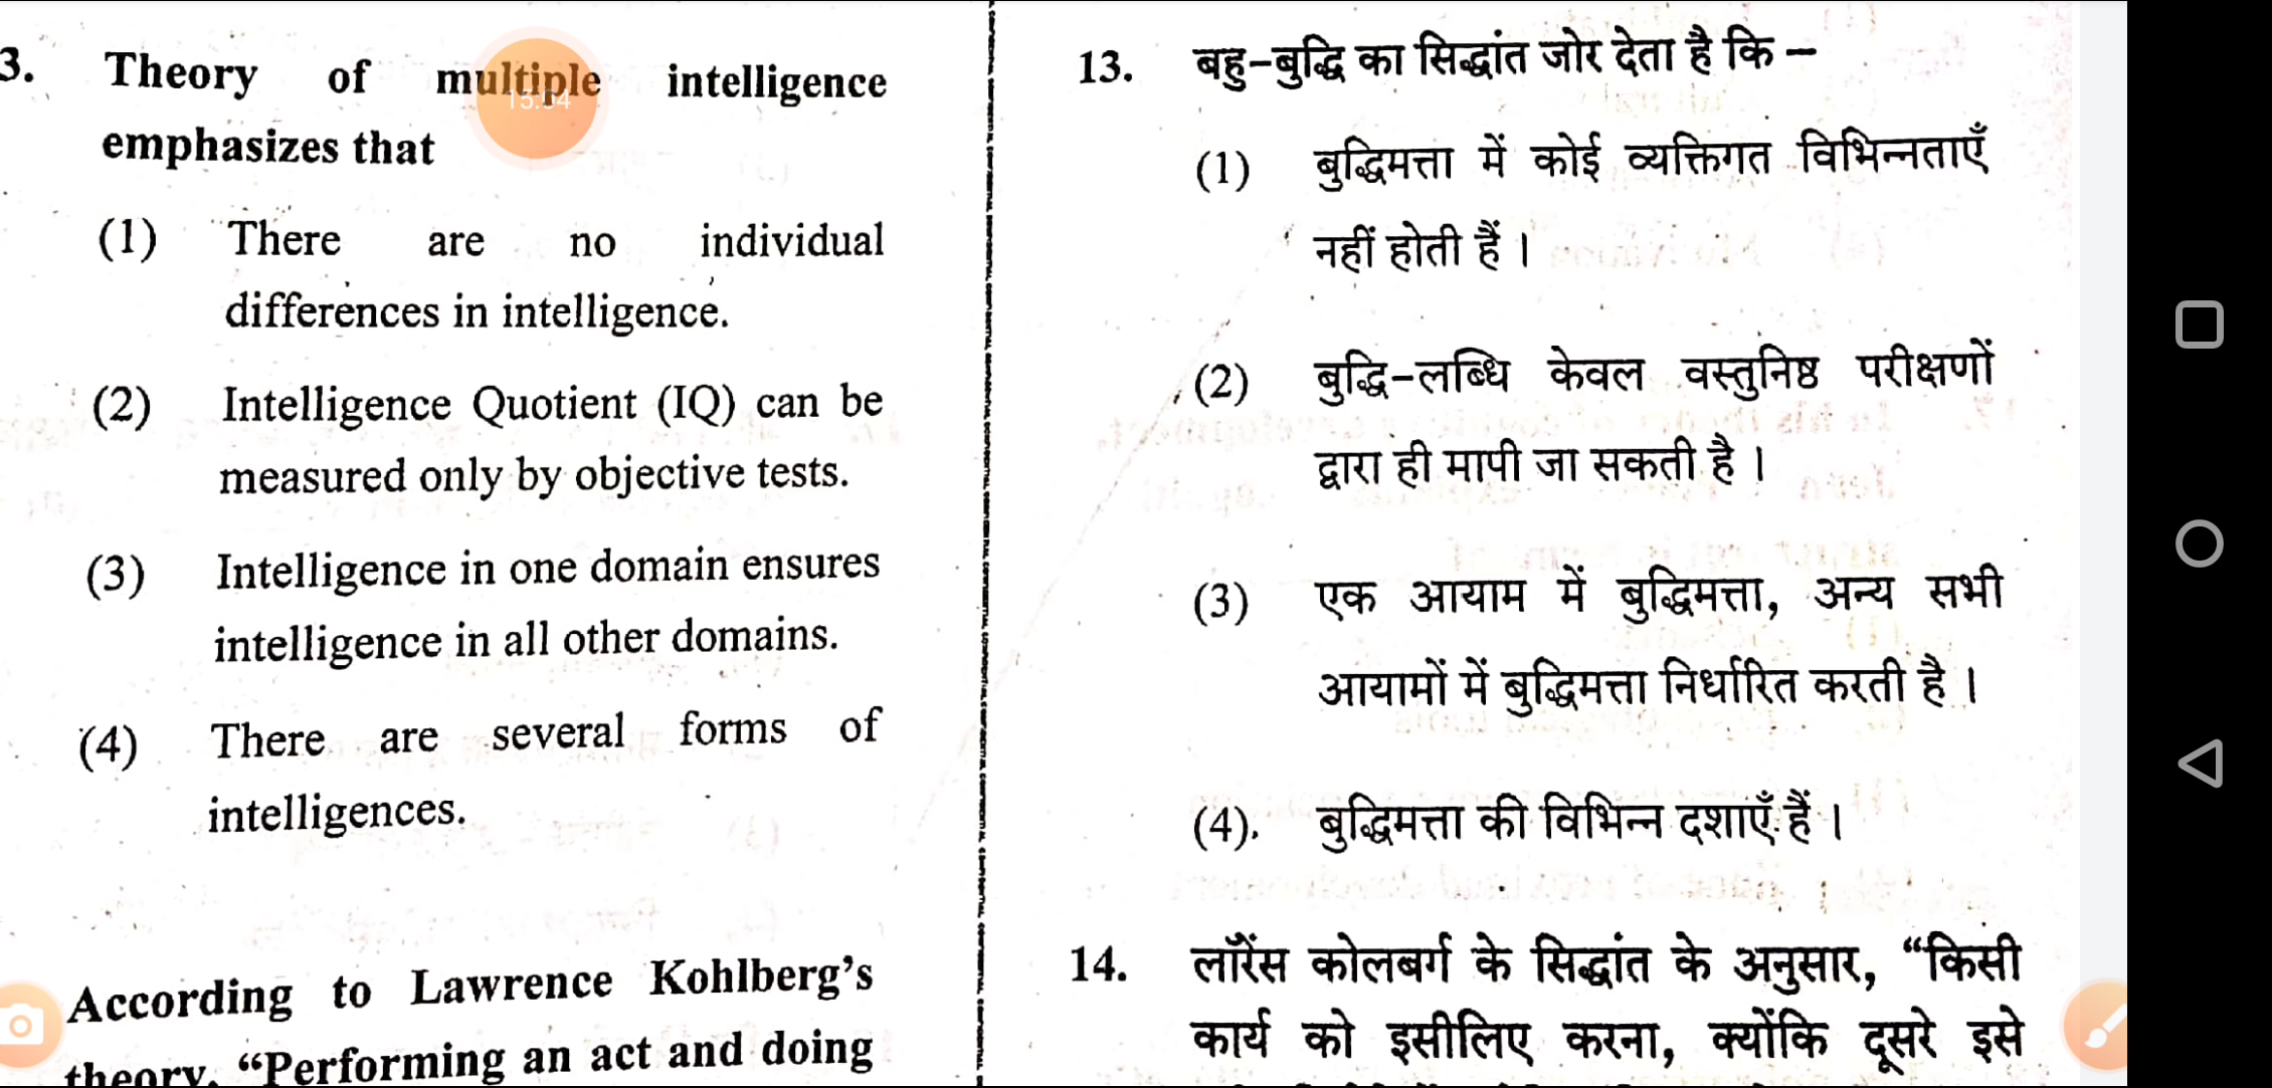 3. Theory of multiple intelligence
emphasizes that
(1) There are no individual
differences in intelligence.
(2) Intelligence Quotient (IQ) can be
measured only by objective tests.
(3) Intelligence in one domain ensures
intelligence in all other domains.
(4) There are several forms of
intelligences.
According to Lawrence Kohlberg's
theory, “Performing an act and doing
13. बहु-बुद्धि का सिद्धांत जोर देता है कि –
(1) बुद्धिमत्ता में कोई व्यक्तिगत विभिन्नताएँ
नहीं होती हैं ।
(2) बुद्धि-लब्धि केवल वस्तुनिष्ठ परीक्षणों
द्वारा ही मापी जा सकती है ।
(3) एक आयाम में बुद्धिमत्ता, अन्य सभी
आयामों में बुद्धिमत्ता निर्धारित करती है ।
(4). बुद्धिमत्ता की विभिन्न दशाएँ हैं ।
14. लॉरेंस कोलबर्ग के सिद्धांत के अनुसार, “किसी
कार्य को इसीलिए करना, क्योंकि दूसरे इसे